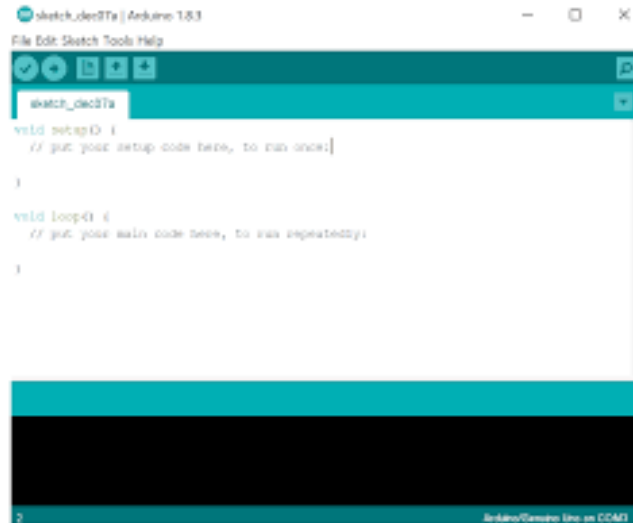 sketch_dec07a | Arduino 1.8.3
File Edit Sketch Tools Help
sketch_dec07a
void setup() {
// put your setup code here, to run once:
}
void loop() {
// put your main code here, to run repeatedly:
}
2
Arduino/Genuino Uno on COM3